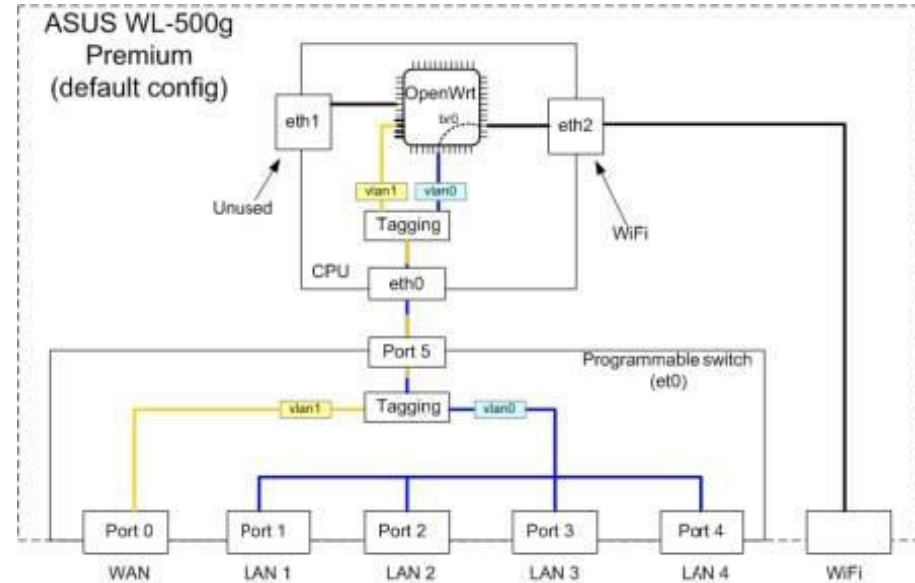 ASUS WL-500g
Premium
(default config)
OpenWrt
br0
eth1
eth2
vlan1
vlan0
Unused
Tagging
WiFi
CPU
eth0
Port 5
Programmable switch
(et0)
vlan1
Tagging
vlan0
Port 0
Port 1
Port 2
Port 3
Port 4
WAN
LAN 1
LAN 2
LAN 3
LAN 4
WiFi